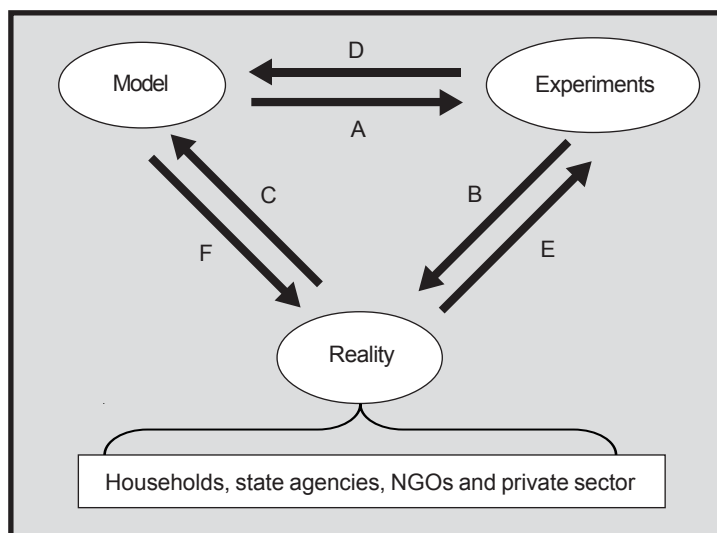 D
Model
Experiments
A
C
B
F
E
Reality
Households, state agencies, NGOs and private sector